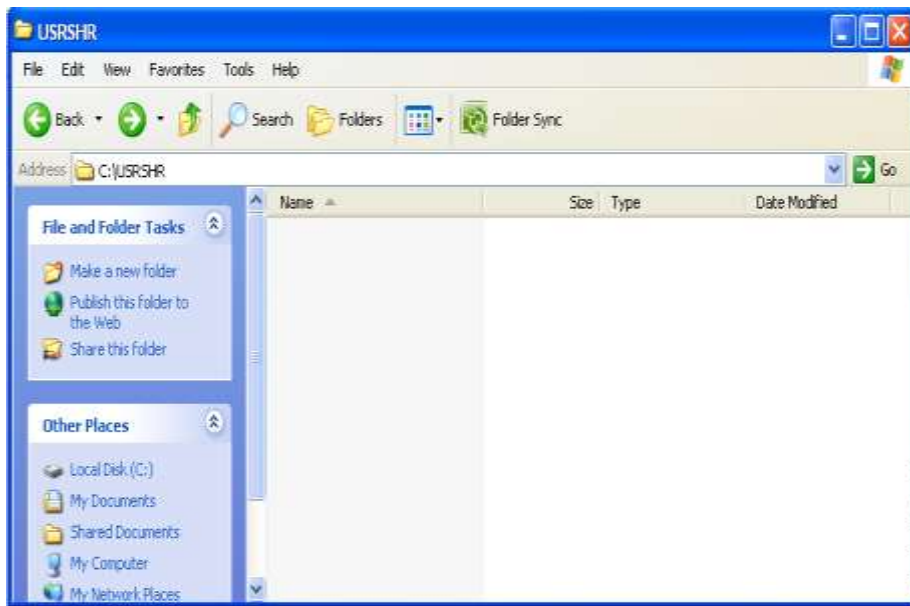 USRSHR
File Edit View Favorites Tools Help
Back Search Folders Folder Sync
Address C:\USRSHR Go
Name Size Type Date Modified
File and Folder Tasks
Make a new folder
Publish this folder to
the Web
Share this folder
Other Places
Local Disk (C:)
My Documents
Shared Documents
My Computer
My Network Places